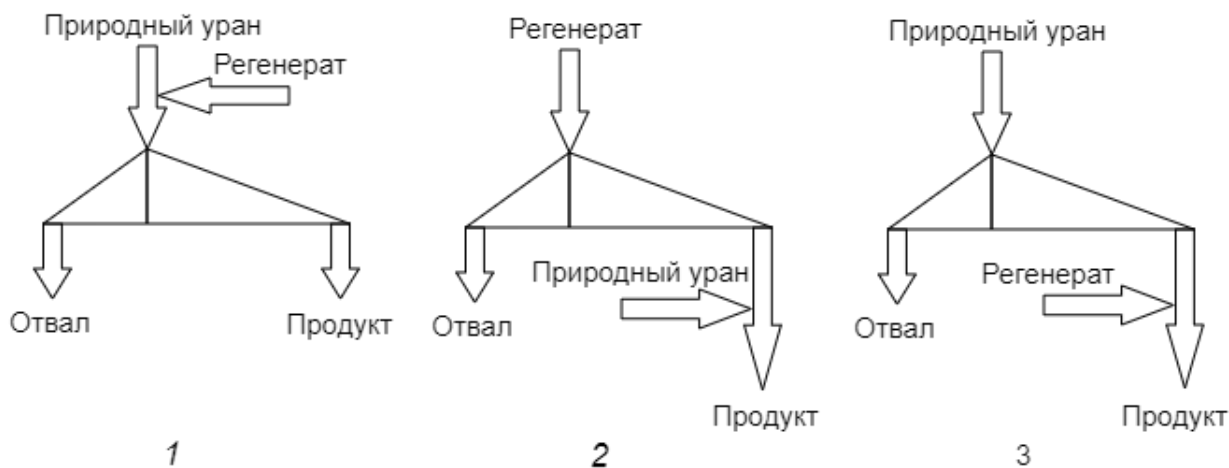 Природный уран
Регенерат
Отвал
Продукт
1
Регенерат
Природный уран
Отвал
Продукт
2
Природный уран
Регенерат
Отвал
Продукт
3